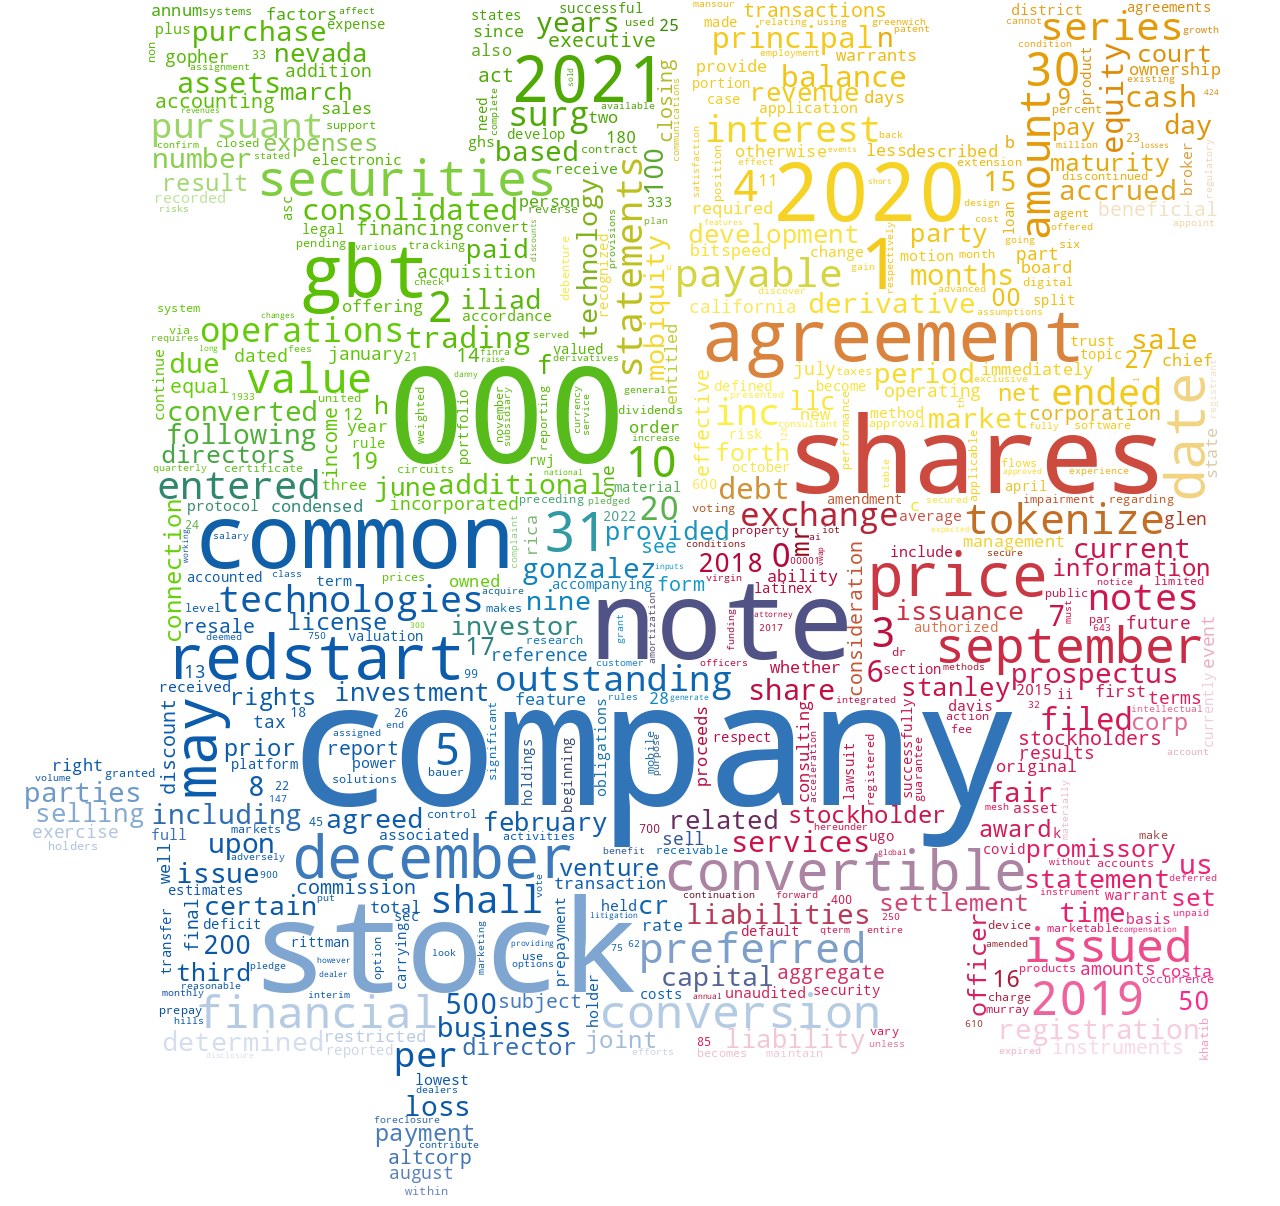 annum systems factors affect
plus purchase expense
non gopher 33 nevada
assignment addition
assets march
accounting sales
revenues
pursuant support
confirm closed expenses
number stated electronic
result securities
recorded
risks asc consolidated
legal financing convert
pending various tracking paid
gbt acquisition
check
offering 2 iliad
accordance
system
changes
via operations trading served
requires
long fees january 21 14 finra
due dated raise
continue equal value danny
1933 united
converted 12 h
year
following income rule
directors 19
quarterly certificate circuits
entered three june additional
incorporated
protocol condensed
states successful
since years used 25
also executive
act 2021 sold
need complete available
surg two
develop 180
ghs based contract
receive
person 333
reverse plan
technology 100
closing
communications
statements
provisions
discounts
debenture
recognized
mobiquity
entitled
f valued
derivatives
general
000
weighted
portfolio
november
subsidiary
reporting
currency
service
dividends
order
increase
rwj 10
national
one
preceding pledged material
20
mansour relating using greenwich
made transactions patent
principal n
employment warrants
provide balance
portion revenue days
case application
interest back
otherwise less described
effect events
satisfaction position
4 11 2020 short
required
features
design
cost
development party
bitspeed change motion month
gain
respectively
payable 1 months
discover advanced
california derivative 00
assumptions split
district agreements
cannot series growth
condition court
30 product ownership
existing
9 equity cash 424
percent
amount pay 23 day
million losses
b
extension maturity discontinued
15 accrued broker
regulatory
loan agent beneficial
offered appoint
going six
part
board
digital
agreement
trust sale
topic 27 chief
july taxes immediately
period exclusive
effective defined become operating net ended
presented
inc llc market corporation
consultant new method
approval fully software
risk forth performance
october shares
flows
approved experience
600 table applicable
debt april impairment regarding
amendment c secured
voting exchange average tokenize glen
expected management
date state registrant
connection 24 working
salary
common 31 2022 provided
complaint rica see
conditions
property iot
2018 0 mr ai
00001 vwap
accounted class term prices owned
acquire
gonzalez
accompanying form inputs
virgin ability
latinex
technologies nine
level license makes
resale 750 300 investor research
deemed valuation
grant
amortization
note
funding
attorney
2017
consideration
include secure current
information
price notice limited
public notes
issuance 7 must par
643 future
authorized
3
dr september
redstart 17 reference
13 99
customer
officers
whether 6 section methods
prospectus
received rights investment outstanding
feature rules 28 generate
share integrated stanley 2015 ii first terms
davis 32 intellectual
discount may tax 18 26
end
assigned
prior report
platform power
solutions
5
bauer
significant
holdings
beginning
obligations
mobile
purpose
proceeds
respect
company
consulting
acceleration
lawsuit
registered
successfully
guarantee
action
fee
filed corp
stockholders
results account
original
currently event
right granted
volume
parties
selling
exercise
holders
8 22
147
including 45 agreed control february
full markets associated activities
700 related stockholder
hereunder
mesh asset fair
materially
well upon
adversely
december
benefit sell receivable services ugo
global
award k
covid make
promissory
without accounts us
deferred
issue 900
estimates commission
put
venture
transaction
vote
convertible statement
instrument warrant set
certain total sec shall
final
deficit
held cr
continuation forward
400
liabilities settlement
250
time basis unpaid
marketable compensation
transfer 200 rittman
option
carrying
look
marketing
providing
use
options
prepayment
litigation
rate
75 62
default qterm entire
officer device
amended issued
third pledge however
dealer
reasonable
stock preferred
capital aggregate
products amounts costa
16 occurrence
monthly interim
prepay
hills
financial 500 subject holder costs annual unaudited security
charge 2019 50
murray
business conversion
610
determined restricted director joint
reported
disclosure
per efforts
85 liability vary
unless
becomes maintain
registration khatib
expired instruments
lowest
dealers
loss
foreclosure
payment
contribute
altcorp
august
within